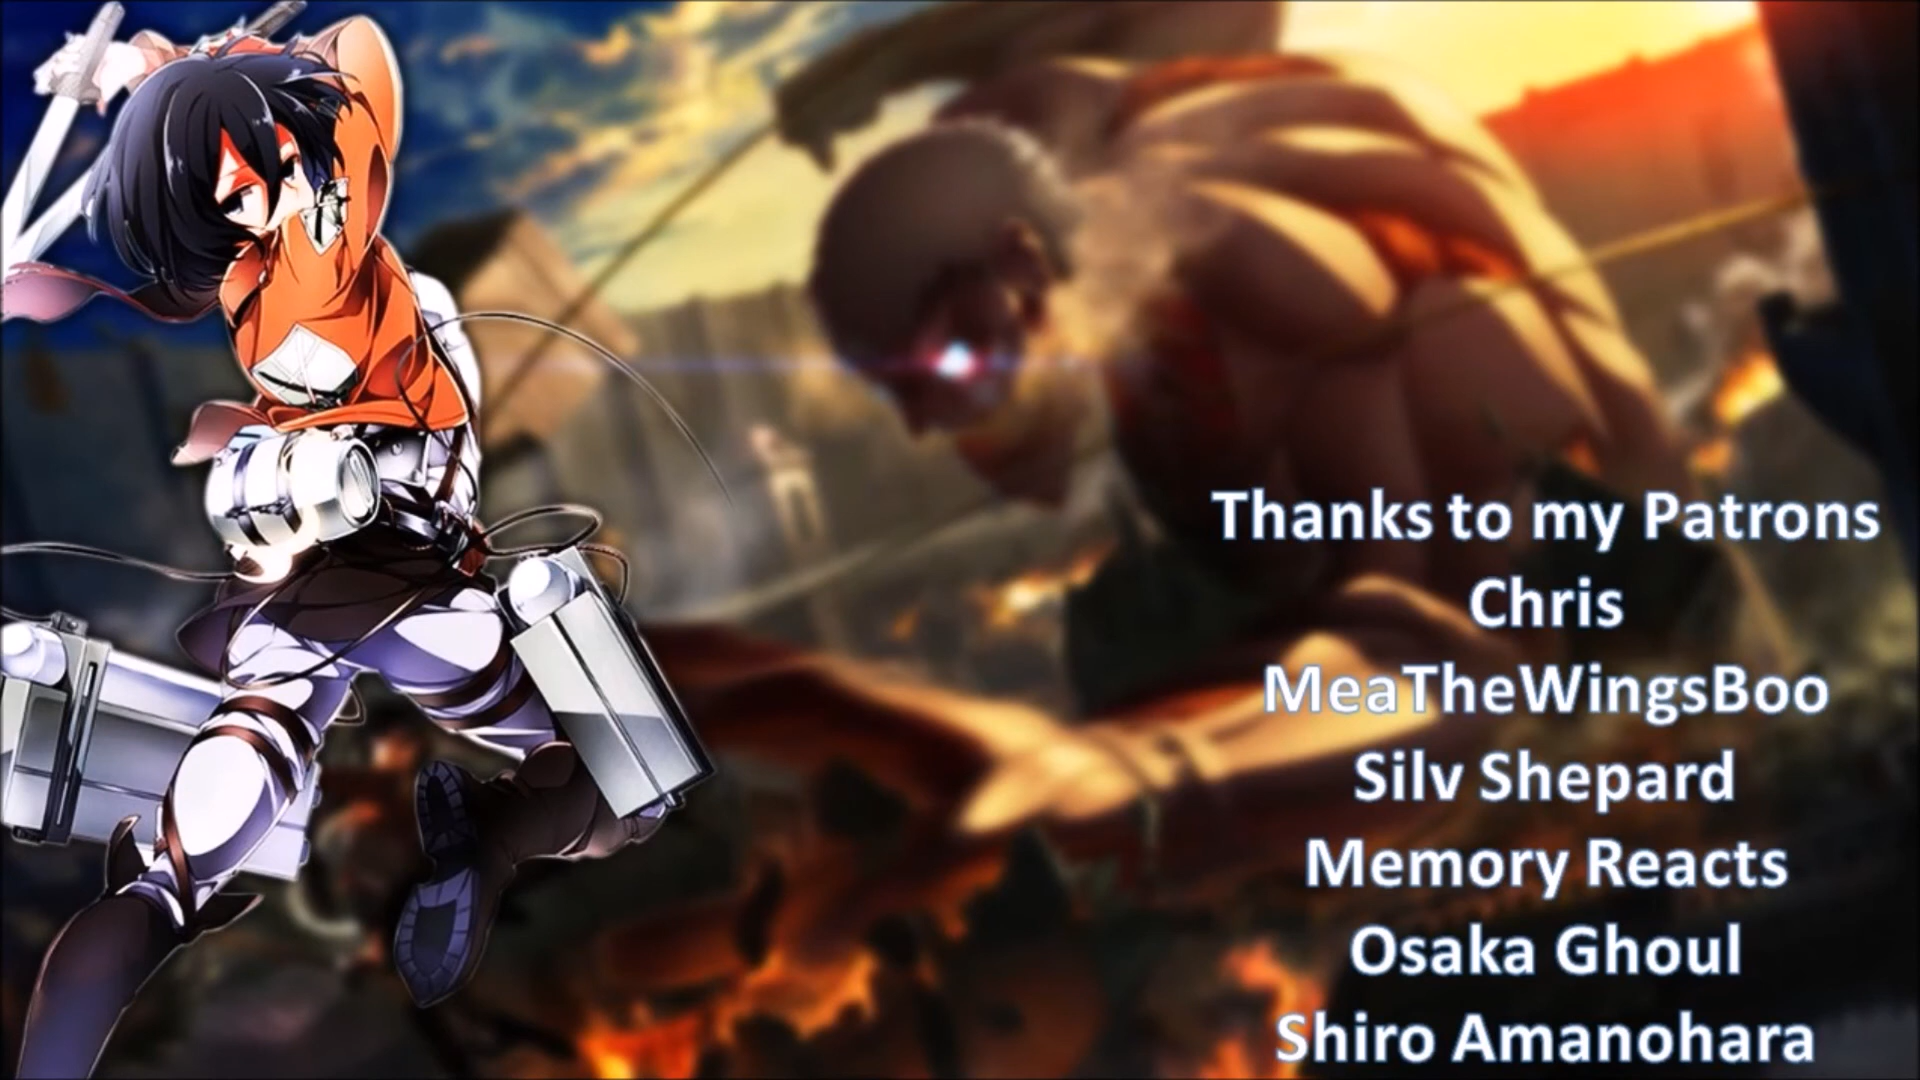 Thanks to my Patrons
Chris
MeaTheWingsBoo
Silv Shepard
Memory Reacts
Osaka Ghoul
Shiro Amanohara